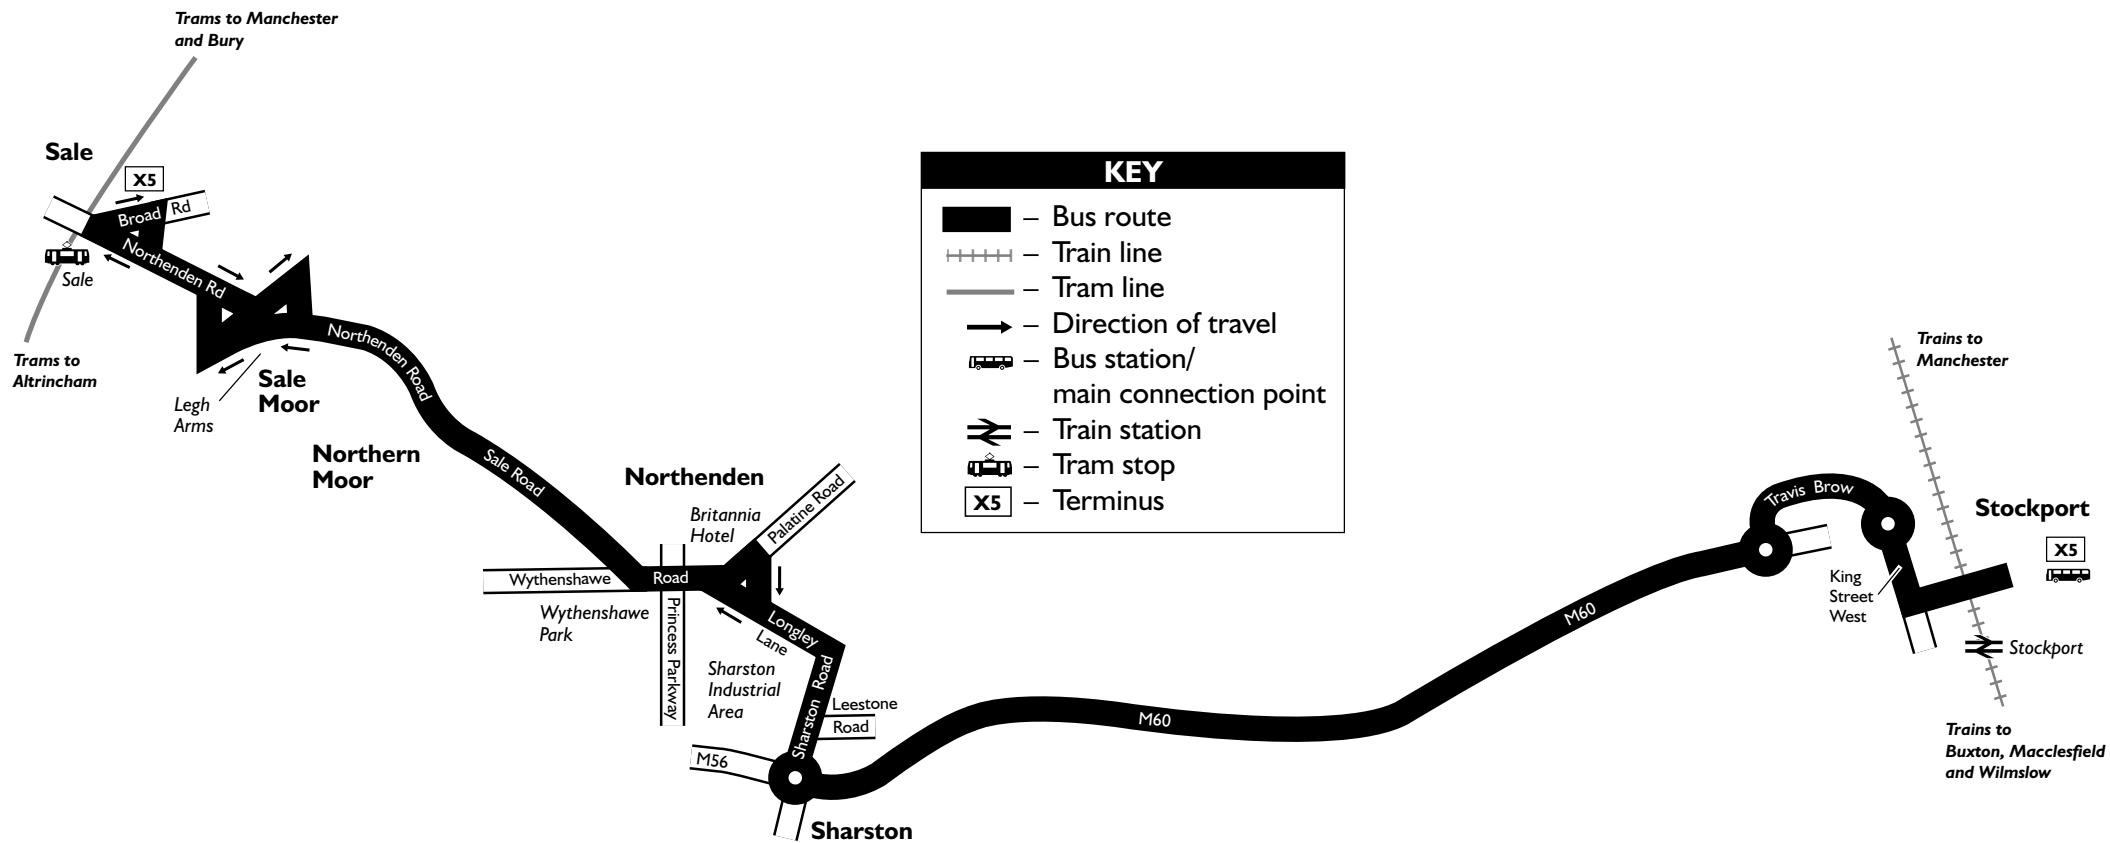 Trams to Manchester
and Bury
Sale
X5
Broad Rd
Northenden Rd
Sale
Trams to
Altrincham
Legh
Arms
Sale
Moor
Northenden Road
Northern
Moor
Sale Road
Northenden
Britannia
Hotel
Palatine Road
Wythenshawe Road
Wythenshawe
Park
Princess Parkway
Longley
Lane
Sharston
Industrial
Area
Sharston Road
Leestone
Road
M56
Sharston
M60
M60
KEY
– Bus route
– Train line
– Tram line
– Direction of travel
– Bus station/
main connection point
– Train station
– Tram stop
X5 – Terminus
Travis Brow
King
Street
West
Trains to
Manchester
Stockport
X5
Stockport
Trains to
Buxton, Macclesfield
and Wilmslow